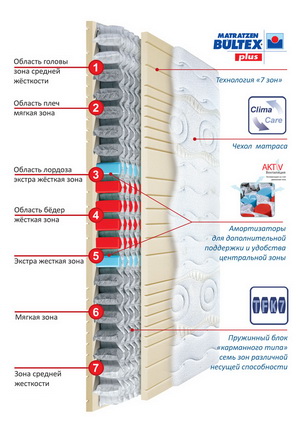 MATRATZEN
BULTEX
plus
Область головы
зона средней
жёсткости
1
Технология «7 зон»
Область плеч
мягкая зона
2
Clima
Care
Чехол матраса
Область лордоза
экстра жёсткая зона
3
AKTIV
Область бёдер
жёсткая зона
4
Амортизаторы
для дополнительной
поддержки и удобства
центральной зоны
Экстра жесткая зона
5
TFK7
Мягкая зона
6
Пружинный блок
«карманного типа»
семь зон различной
несущей способности
Зона средней
жесткости
7